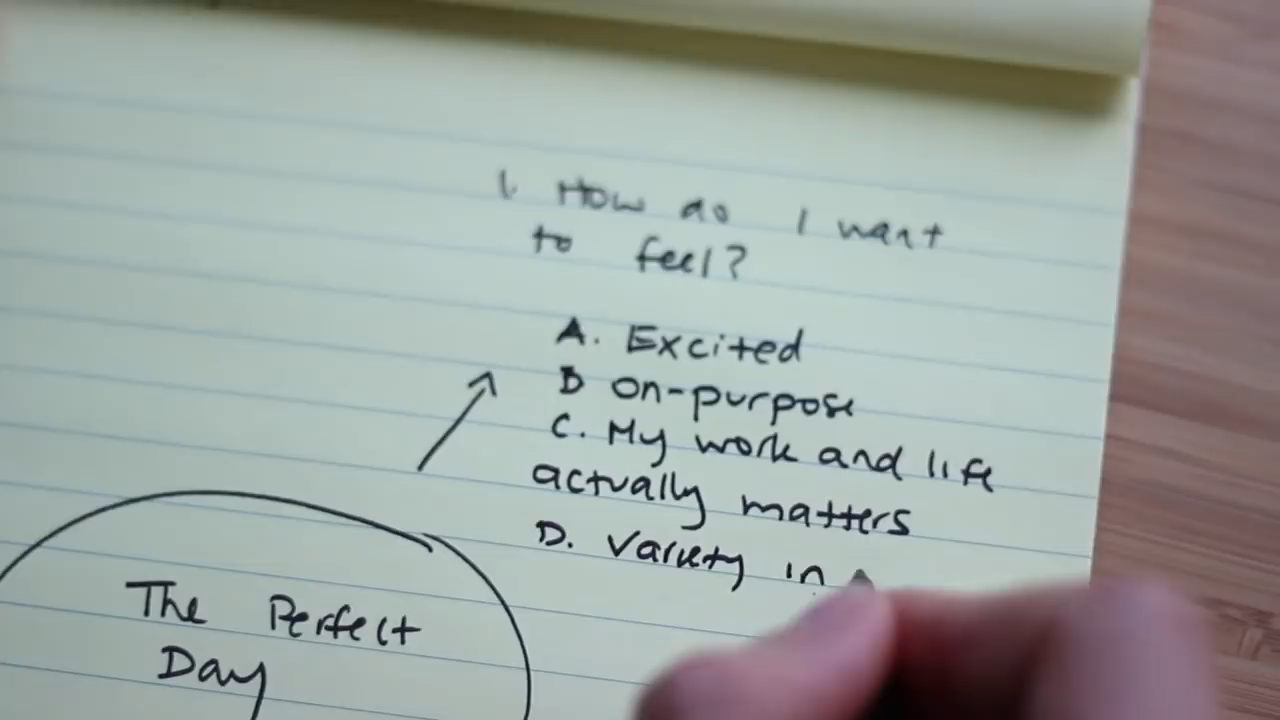 1. How do I want
to feel?
A. Excited
B on-purpose
C. My work and life
actually matters
D. Variety in
The Perfect
Day